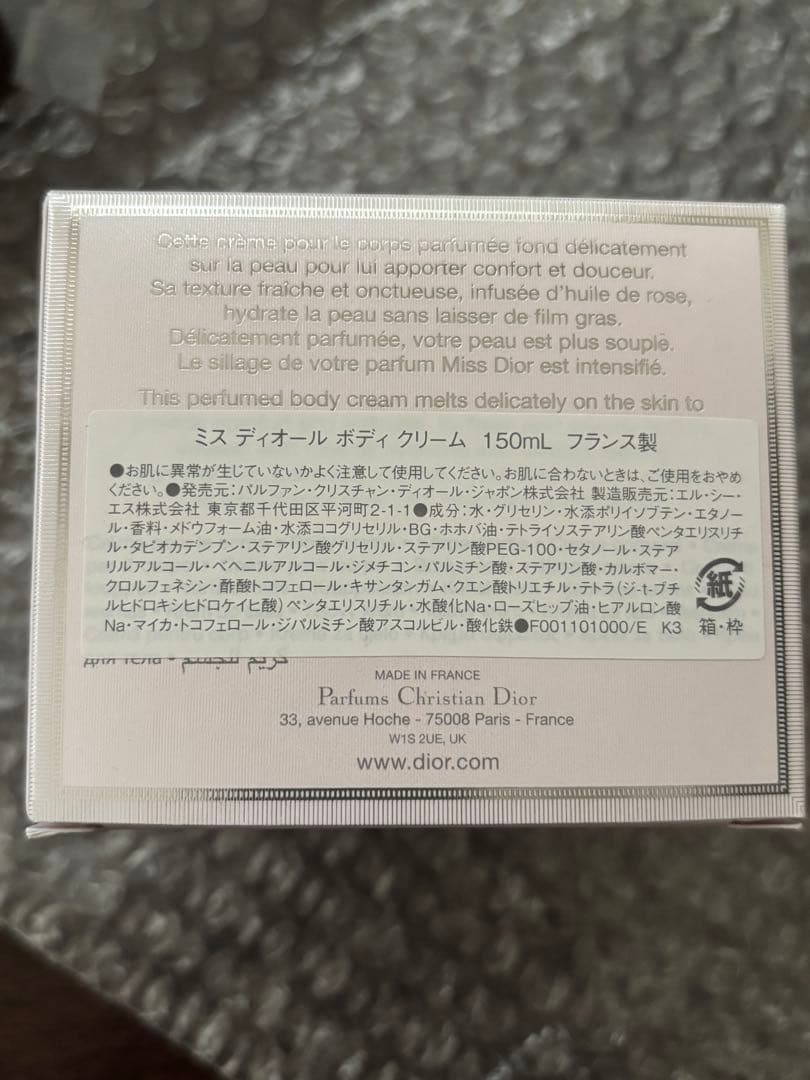 Cette crème pour le corps parfumée fond délicatement
sur la peau pour lui apporter confort et douceur.
Sa texture fraîche et onctueuse, infusée d'huile de rose,
hydrate la peau sans laisser de film gras.
Délicatement parfumée, votre peau est plus souple.
Le sillage de votre parfum Miss Dior est intensifié.
This perfumed body cream melts delicately on the skin to
ミス ディオール ボディ クリーム 150mL フランス製
●お肌に異常が生じていないかよく注意して使用してください。お肌に合わないときは、ご使用をおやめ
ください。●発売元：パルファン・クリスチャン・ディオール・ジャポン株式会社 製造販売元：エル・シー・
エス株式会社 東京都千代田区平河町2-1-1●成分：水・グリセリン・水添ポリイソブテン・エタノー
ル・香料・メドウフォーム油・水添ココグリセリル・BG・ホホバ油・テトライソステアリン酸ペンタエリスリチ
ル・タピオカデンプン・ステアリン酸グリセリル・ステアリン酸PEG-100・セタノール・ステア
リルアルコール・ベヘニルアルコール・ジメチコン・パルミチン酸・ステアリン酸・カルボマー・
クロルフェネシン・酢酸トコフェロール・キサンタンガム・クエン酸トリエチル・テトラ(ジ-t-ブチ
ルヒドロキシヒドロケイヒ酸)ペンタエリスリチル・水酸化Na・ローズヒップ油・ヒアルロン酸
Na・マイカ・トコフェロール・ジパルミチン酸アスコルビル・酸化鉄●F001101000/E K3
紙
箱・枠
для тела - كريم للجسم
MADE IN FRANCE
Parfums Christian Dior
33, avenue Hoche - 75008 Paris - France
W1S 2UE, UK
www.dior.com